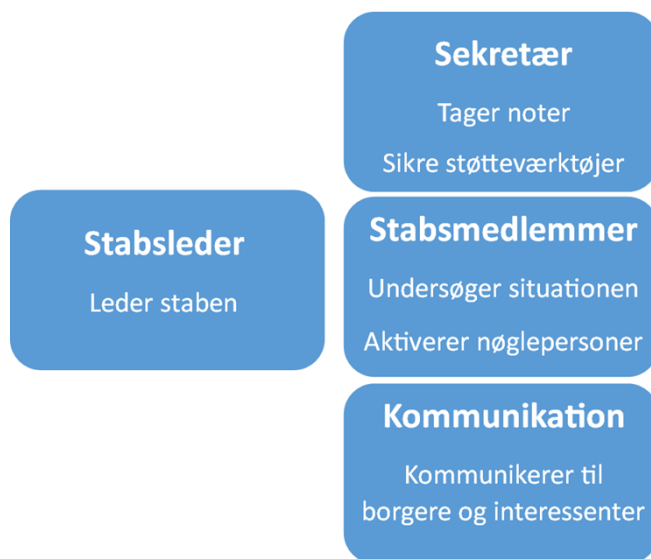 Sekretær
Tager noter
Sikre støtteværktøjer
Stabsleder
Leder staben
Stabsmedlemmer
Undersøger situationen
Aktiverer nøglepersoner
Kommunikation
Kommunikerer til
borgere og interessenter